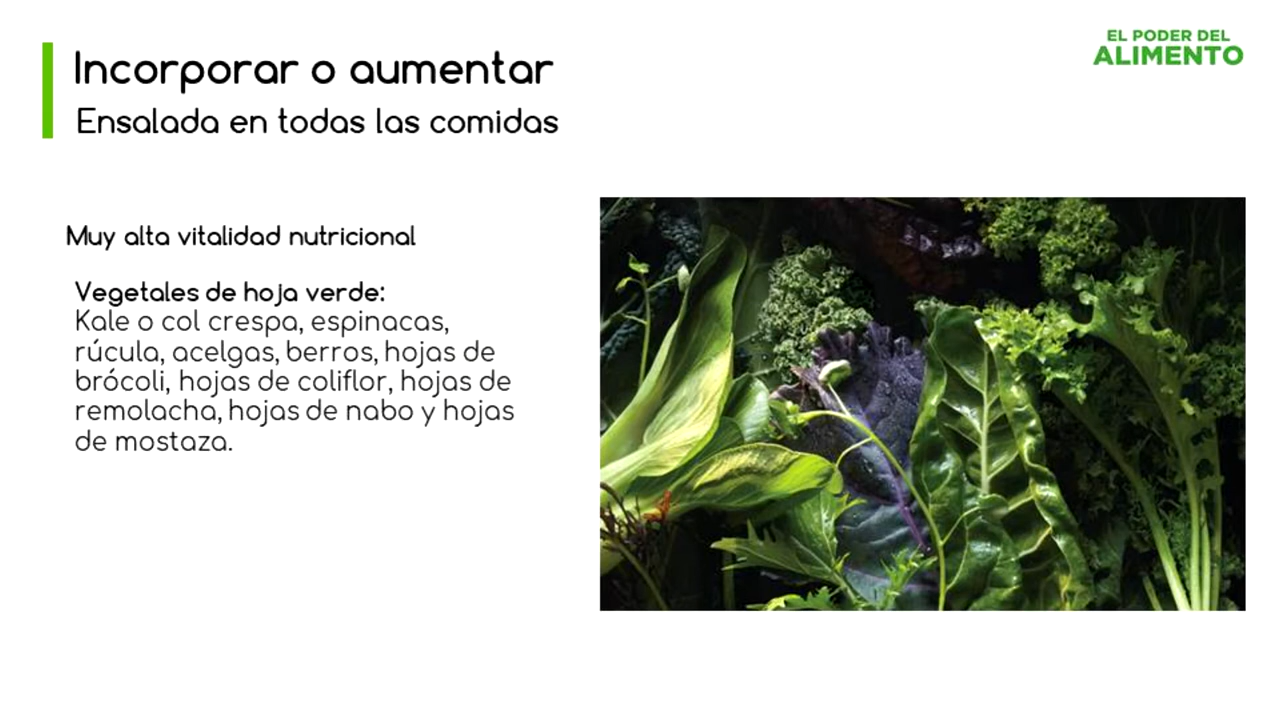 Incorporar o aumentar
Ensalada en todas las comidas
EL PODER DEL
ALIMENTO
Muy alta vitalidad nutricional
Vegetales de hoja verde:
Kale o col crespa, espinacas,
rúcula, acelgas, berros, hojas de
brócoli, hojas de coliflor, hojas de
remolacha, hojas de nabo y hojas
de mostaza.